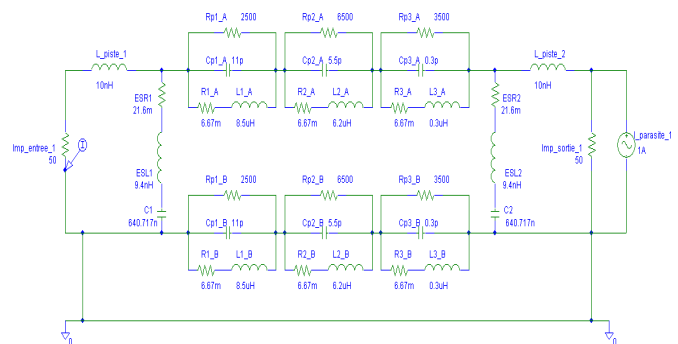 Rp1_A 2500 Rp2_A 6500 Rp3_A 3500
L_piste_1 L_piste_2
10nH Cp1_A 11p Cp2_A 5.5p Cp3_A 0.3p 10nH
ESR1 ESR2
21.6m R1_A L1_A R2_A L2_A R3_A L3_A 21.6m
6.67m 8.5uH 6.67m 6.2uH 6.67m 0.3uH
Imp_entree_1 I Imp_sortie_1 I_parasite_1
50 50 1A
ESL1 ESL2
9.4nH Rp1_B 2500 Rp2_B 6500 Rp3_B 3500 9.4nH
C1 C2
640.717n Cp1_B 11p Cp2_B 5.5p Cp3_B 0.3p 640.717n
R1_B L1_B R2_B L2_B R3_B L3_B
6.67m 8.5uH 6.67m 6.2uH 6.67m 0.3uH
0 0